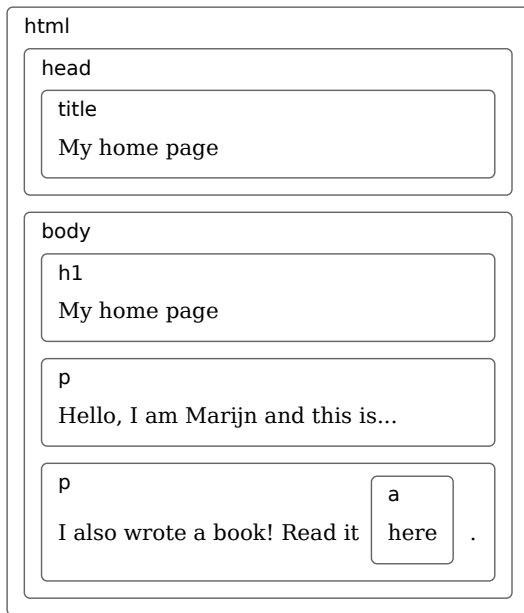 html
head
title
My home page
body
h1
My home page
p
Hello, I am Marijn and this is...
p
a
I also wrote a book! Read it here .